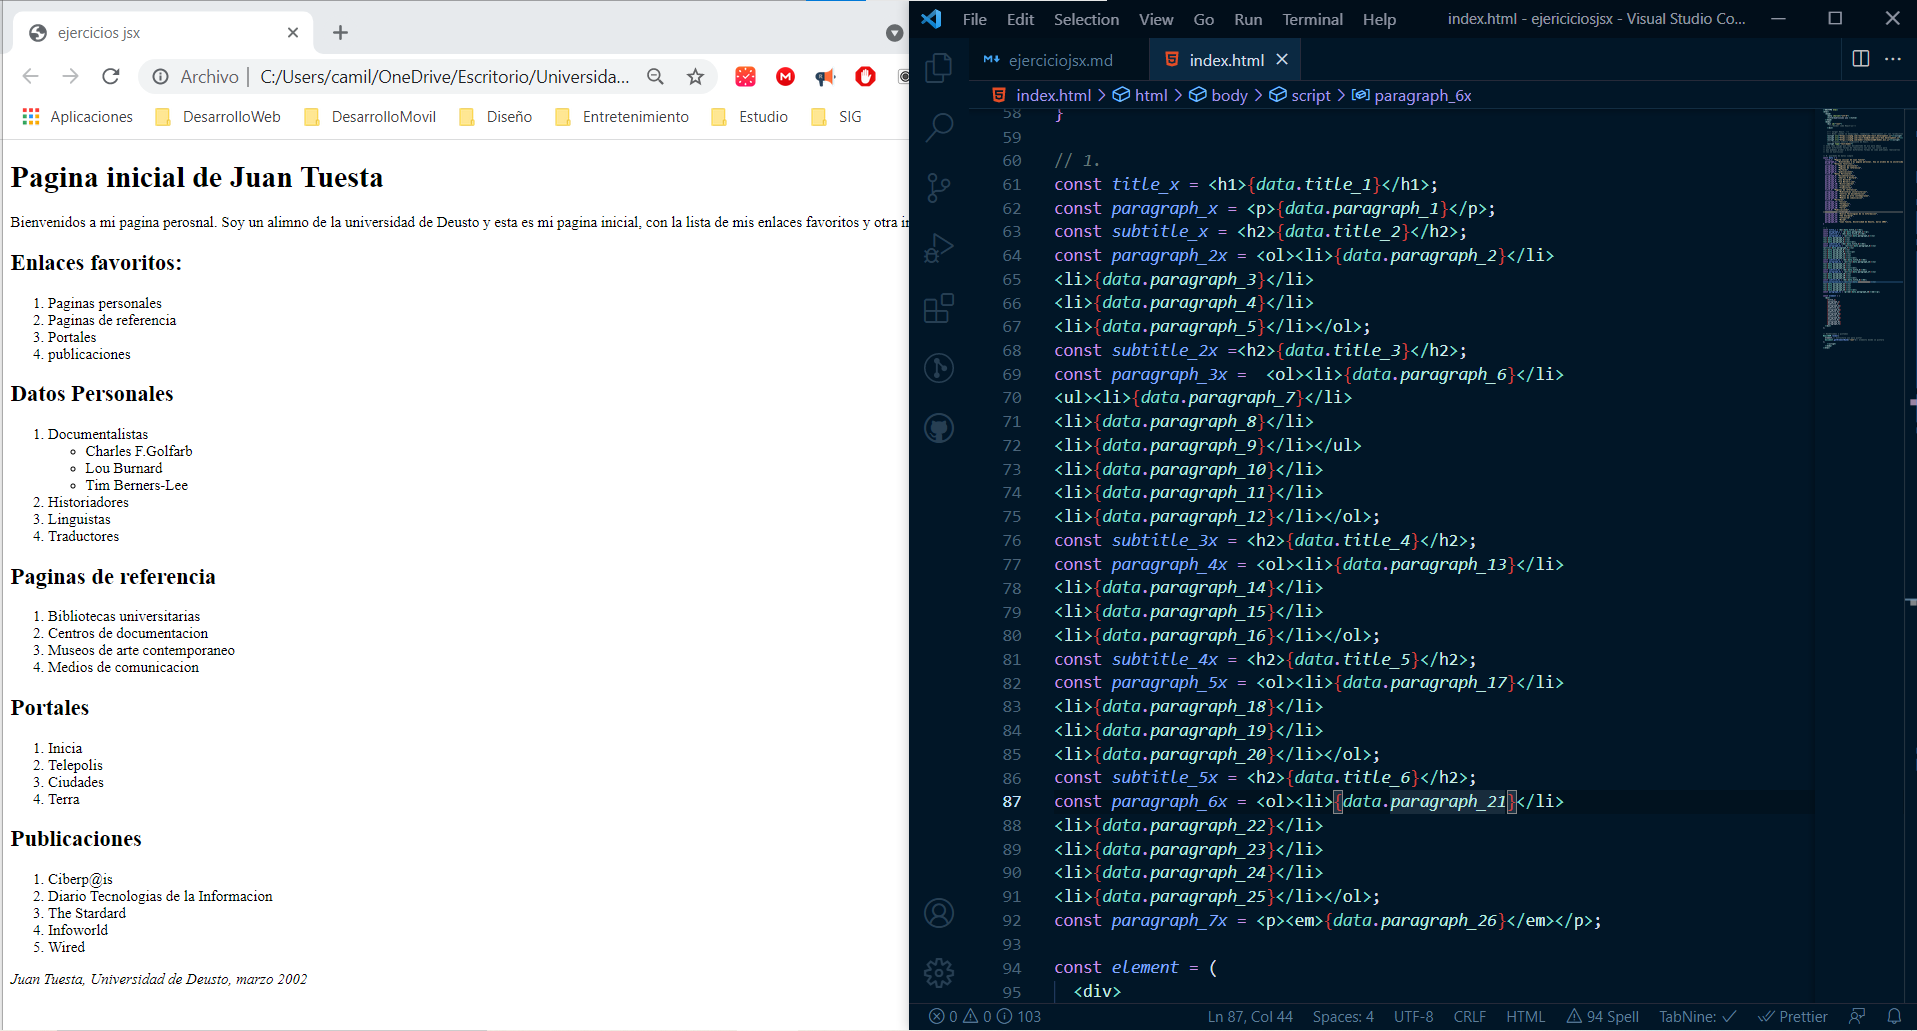 ejercicios jsx
Archivo | C:/Users/camil/OneDrive/Escritorio/Universida...
Aplicaciones DesarrolloWeb DesarrolloMovil Diseño Entretenimiento Estudio SIG
Pagina inicial de Juan Tuesta
Bienvenidos a mi pagina perosnal. Soy un alimno de la universidad de Deusto y esta es mi pagina inicial, con la lista de mis enlaces favoritos y otra in
Enlaces favoritos:
1. Paginas personales
2. Paginas de referencia
3. Portales
4. publicaciones
Datos Personales
1. Documentalistas
Charles F.Golfarb
Lou Burnard
Tim Berners-Lee
2. Historiadores
3. Linguistas
4. Traductores
Paginas de referencia
1. Bibliotecas universitarias
2. Centros de documentacion
3. Museos de arte contemporaneo
4. Medios de comunicacion
Portales
1. Inicia
2. Telepolis
3. Ciudades
4. Terra
Publicaciones
1. Ciberp@is
2. Diario Tecnologias de la Informacion
3. The Stardard
4. Infoworld
5. Wired
Juan Tuesta, Universidad de Deusto, marzo 2002
File Edit Selection View Go Run Terminal Help index.html - ejericiciosjsx - Visual Studio Co...
ejerciciojsx.md index.html
index.html > html > body > script > paragraph_6x
58 }
59
60 // 1.
61 const title_x = <h1>{data.title_1}</h1>;
62 const paragraph_x = <p>{data.paragraph_1}</p>;
63 const subtitle_x = <h2>{data.title_2}</h2>;
64 const paragraph_2x = <ol><li>{data.paragraph_2}</li>
65 <li>{data.paragraph_3}</li>
66 <li>{data.paragraph_4}</li>
67 <li>{data.paragraph_5}</li></ol>;
68 const subtitle_2x =<h2>{data.title_3}</h2>;
69 const paragraph_3x =  <ol><li>{data.paragraph_6}</li>
70 <ul><li>{data.paragraph_7}</li>
71 <li>{data.paragraph_8}</li>
72 <li>{data.paragraph_9}</li></ul>
73 <li>{data.paragraph_10}</li>
74 <li>{data.paragraph_11}</li>
75 <li>{data.paragraph_12}</li></ol>;
76 const subtitle_3x = <h2>{data.title_4}</h2>;
77 const paragraph_4x = <ol><li>{data.paragraph_13}</li>
78 <li>{data.paragraph_14}</li>
79 <li>{data.paragraph_15}</li>
80 <li>{data.paragraph_16}</li></ol>;
81 const subtitle_4x = <h2>{data.title_5}</h2>;
82 const paragraph_5x = <ol><li>{data.paragraph_17}</li>
83 <li>{data.paragraph_18}</li>
84 <li>{data.paragraph_19}</li>
85 <li>{data.paragraph_20}</li></ol>;
86 const subtitle_5x = <h2>{data.title_6}</h2>;
87 const paragraph_6x = <ol><li>{data.paragraph_21}</li>
88 <li>{data.paragraph_22}</li>
89 <li>{data.paragraph_23}</li>
90 <li>{data.paragraph_24}</li>
91 <li>{data.paragraph_25}</li></ol>;
92 const paragraph_7x = <p><em>{data.paragraph_26}</em></p>;
93
94 const element = (
95 <div>
0 0 103 Ln 87, Col 44 Spaces: 4 UTF-8 CRLF HTML 94 Spell TabNine: Prettier